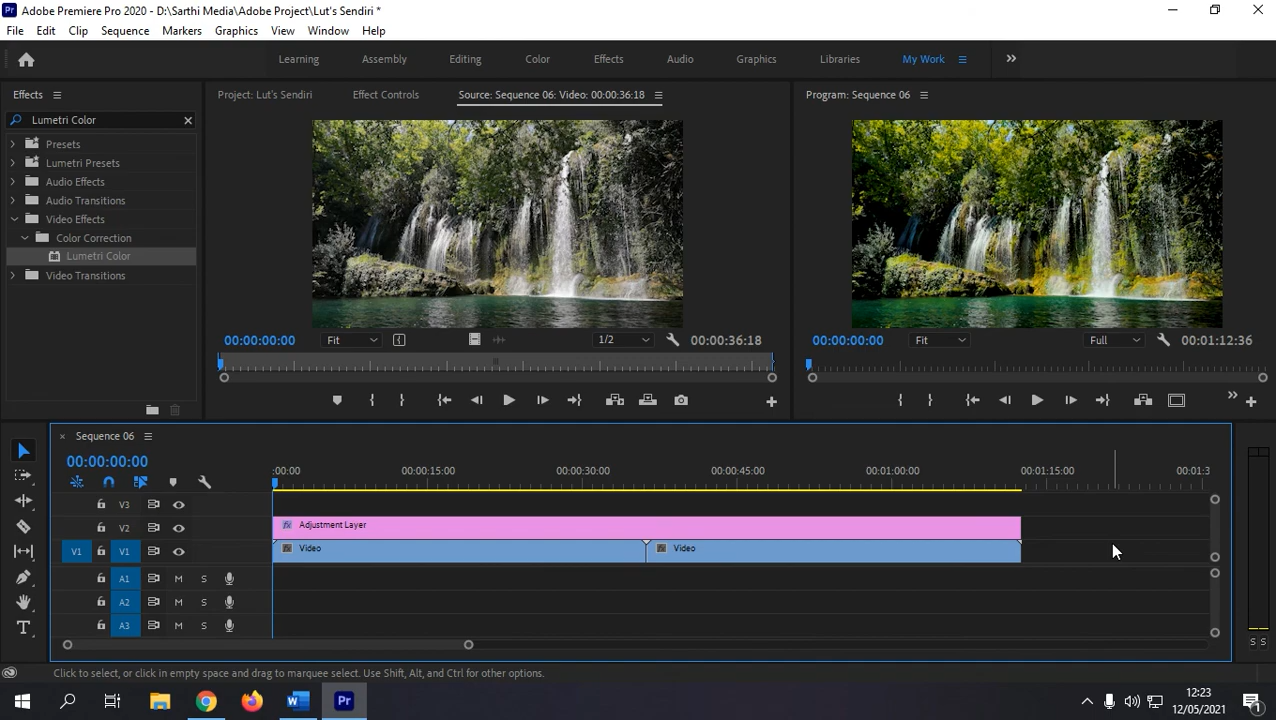 Adobe Premiere Pro 2020 - D:\Sarthi Media\Adobe Project\Lut's Sendiri *
File Edit Clip Sequence Markers Graphics View Window Help
Learning Assembly Editing Color Effects Audio Graphics Libraries My Work
Effects
Lumetri Color
Presets
Lumetri Presets
Audio Effects
Audio Transitions
Video Effects
Color Correction
Lumetri Color
Video Transitions
Project: Lut's Sendiri Effect Controls Source: Sequence 06: Video: 00:00:36:18
00:00:00:00 Fit 1/2 00:00:36:18
Program: Sequence 06
00:00:00:00 Fit Full 00:01:12:36
Sequence 06
00:00:00:00
:00:00 00:00:15:00 00:00:30:00 00:00:45:00 00:01:00:00 00:01:15:00 00:01:3
V3
V2 Adjustment Layer
V1 V1 Video Video
A1 M S
A2 M S
A3 M S
S S
Click to select, or click in empty space and drag to marquee select. Use Shift, Alt, and Ctrl for other options.
12:23
12/05/2021
1